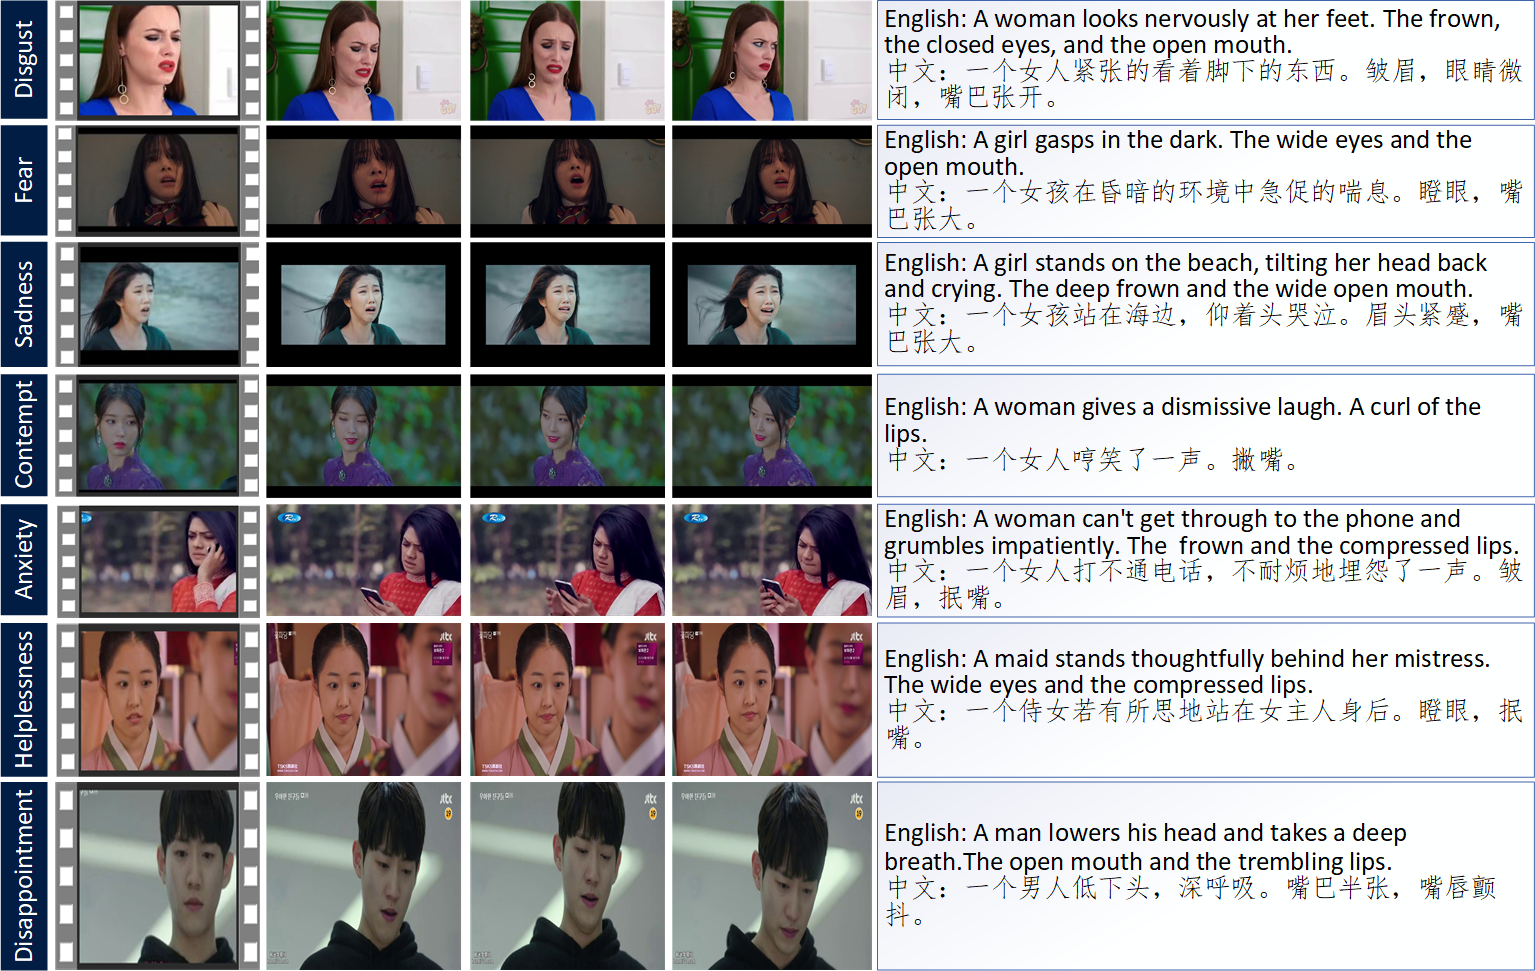 Disgust
English: A woman looks nervously at her feet. The frown,
the closed eyes, and the open mouth.
中文：一个女人紧张的看着脚下的东西。皱眉，眼睛微
闭，嘴巴张开。
Fear
English: A girl gasps in the dark. The wide eyes and the
open mouth.
中文：一个女孩在昏暗的环境中急促的喘息。瞪眼，嘴
巴张大。
Sadness
English: A girl stands on the beach, tilting her head back
and crying. The deep frown and the wide open mouth.
中文：一个女孩站在海边，仰着头哭泣。眉头紧蹙，嘴
巴张大。
Contempt
English: A woman gives a dismissive laugh. A curl of the
lips.
中文：一个女人哼笑了一声。撇嘴。
Anxiety
English: A woman can't get through to the phone and
grumbles impatiently. The  frown and the compressed lips.
中文：一个女人打不通电话，不耐烦地埋怨了一声。皱
眉，抿嘴。
Helplessness
jtbc
jtbc
jtbc
English: A maid stands thoughtfully behind her mistress.
The wide eyes and the compressed lips.
中文：一个侍女若有所思地站在女主人身后。瞪眼，抿
嘴。
Disappointment
jtbc
jtbc
jtbc
English: A man lowers his head and takes a deep
breath.The open mouth and the trembling lips.
中文：一个男人低下头，深呼吸。嘴巴半张，嘴唇颤
抖。